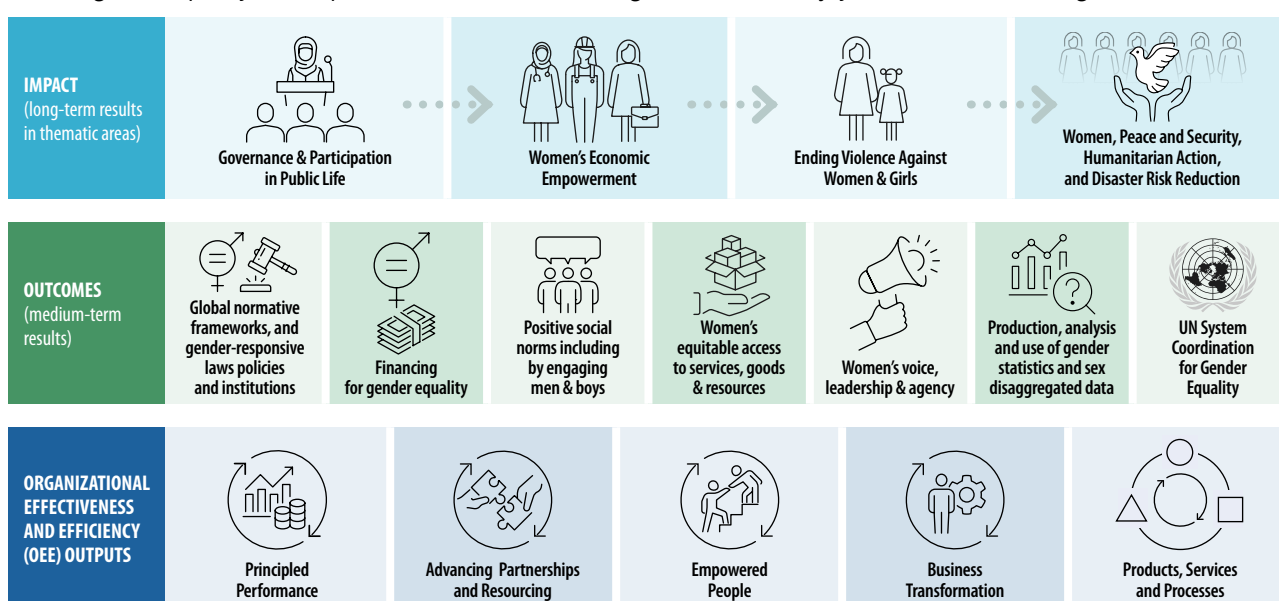 IMPACT
(long-term results
in thematic areas)
Governance & Participation
in Public Life
Women's Economic
Empowerment
Ending Violence Against
Women & Girls
Women, Peace and Security,
Humanitarian Action,
and Disaster Risk Reduction
OUTCOMES
(medium-term
results)
Global normative
frameworks, and
gender-responsive
laws policies
and institutions
Financing
for gender equality
Positive social
norms including
by engaging
men & boys
Women's
equitable access
to services, goods
& resources
Women's voice,
leadership & agency
Production, analysis
and use of gender
statistics and sex
disaggregated data
UN System
Coordination
for Gender
Equality
ORGANIZATIONAL
EFFECTIVENESS
AND EFFICIENCY
(OEE) OUTPUTS
Principled
Performance
Advancing Partnerships
and Resourcing
Empowered
People
Business
Transformation
Products, Services
and Processes